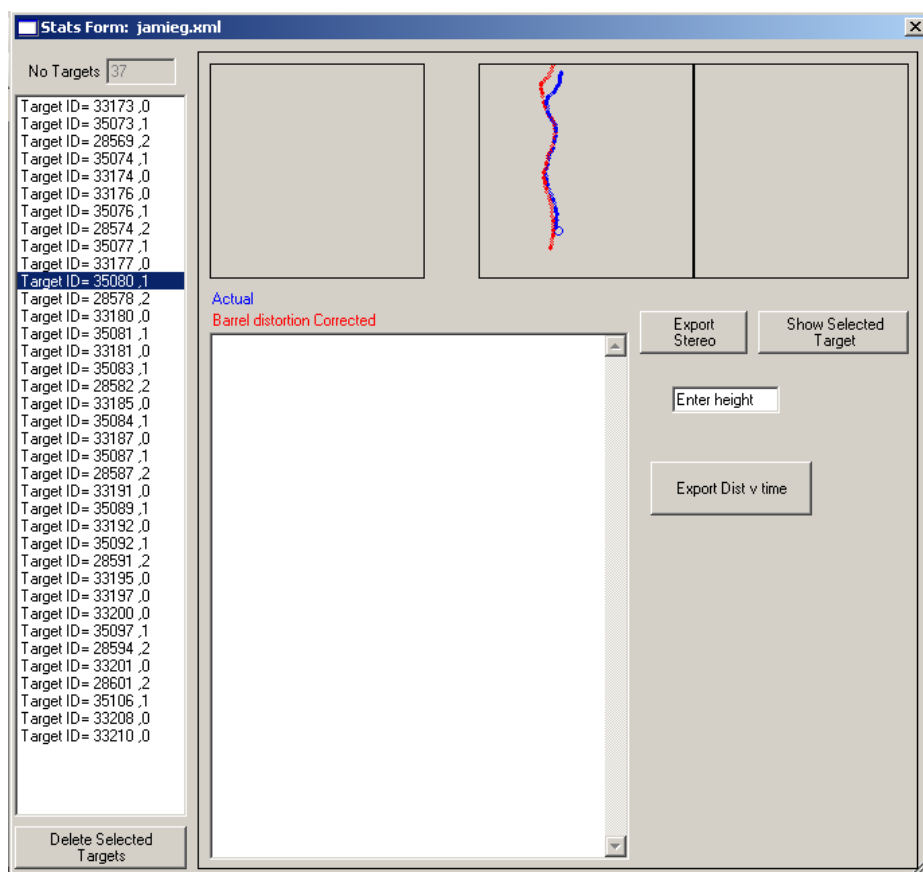 Stats Form: jamieg.xml
No Targets 37
Target ID= 33173 ,0
Target ID= 35073 ,1
Target ID= 28569 ,2
Target ID= 35074 ,1
Target ID= 33174 ,0
Target ID= 33176 ,0
Target ID= 35076 ,1
Target ID= 28574 ,2
Target ID= 35077 ,1
Target ID= 33177 ,0
Target ID= 35080 ,1
Target ID= 28578 ,2
Target ID= 33180 ,0
Target ID= 35081 ,1
Target ID= 33181 ,0
Target ID= 35083 ,1
Target ID= 28582 ,2
Target ID= 33185 ,0
Target ID= 35084 ,1
Target ID= 33187 ,0
Target ID= 35087 ,1
Target ID= 28587 ,2
Target ID= 33191 ,0
Target ID= 35089 ,1
Target ID= 33192 ,0
Target ID= 35092 ,1
Target ID= 28591 ,2
Target ID= 33195 ,0
Target ID= 33197 ,0
Target ID= 33200 ,0
Target ID= 35097 ,1
Target ID= 28594 ,2
Target ID= 33201 ,0
Target ID= 28601 ,2
Target ID= 35106 ,1
Target ID= 33208 ,0
Target ID= 33210 ,0
Delete Selected
Targets
Actual
Barrel distortion Corrected
Export
Stereo
Show Selected
Target
Enter height
Export Dist v time